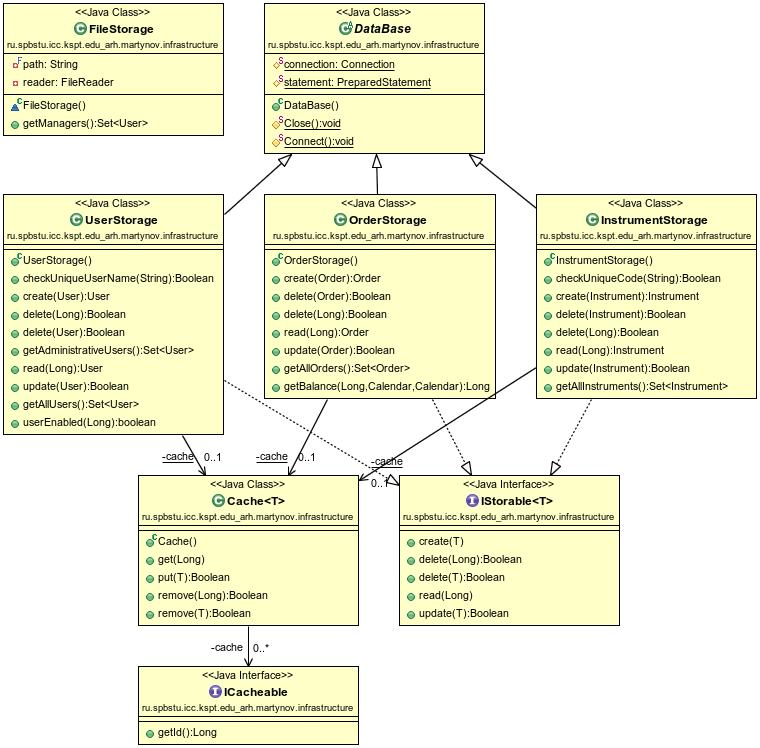 <<Java Class>>
FileStorage
ru.spbstu.icc.kspt.edu_arh.martynov.infrastructure
path: String
reader: FileReader
FileStorage()
getManagers():Set<User>
<<Java Class>>
DataBase
ru.spbstu.icc.kspt.edu_arh.martynov.infrastructure
connection: Connection
statement: PreparedStatement
DataBase()
Close():void
Connect():void
<<Java Class>>
UserStorage
ru.spbstu.icc.kspt.edu_arh.martynov.infrastructure
UserStorage()
checkUniqueUserName(String):Boolean
create(User):User
delete(Long):Boolean
delete(User):Boolean
getAdministrativeUsers():Set<User>
read(Long):User
update(User):Boolean
getAllUsers():Set<User>
userEnabled(Long):boolean
<<Java Class>>
OrderStorage
ru.spbstu.icc.kspt.edu_arh.martynov.infrastructure
OrderStorage()
create(Order):Order
delete(Order):Boolean
delete(Long):Boolean
read(Long):Order
update(Order):Boolean
getAllOrders():Set<Order>
getBalance(Long,Calendar,Calendar):Long
<<Java Class>>
InstrumentStorage
ru.spbstu.icc.kspt.edu_arh.martynov.infrastructure
InstrumentStorage()
checkUniqueCode(String):Boolean
create(Instrument):Instrument
delete(Instrument):Boolean
delete(Long):Boolean
read(Long):Instrument
update(Instrument):Boolean
getAllInstruments():Set<Instrument>
-cache 0..1
-cache 0..1
-cache
0..1
<<Java Class>>
Cache<T>
ru.spbstu.icc.kspt.edu_arh.martynov.infrastructure
Cache()
get(Long)
put(T):Boolean
remove(Long):Boolean
remove(T):Boolean
<<Java Interface>>
IStorable<T>
ru.spbstu.icc.kspt.edu_arh.martynov.infrastructure
create(T)
delete(Long):Boolean
delete(T):Boolean
read(Long)
update(T):Boolean
-cache 0..*
<<Java Interface>>
ICacheable
ru.spbstu.icc.kspt.edu_arh.martynov.infrastructure
getId():Long